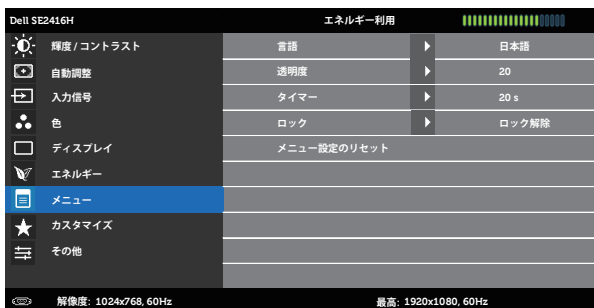 Dell SE2416H エネルギー利用
輝度 / コントラスト 言語 日本語
自動調整 透明度 20
入力信号 タイマー 20 s
色 ロック ロック解除
ディスプレイ メニュー設定のリセット
エネルギー
メニュー
カスタマイズ
その他
解像度: 1024x768, 60Hz 最高: 1920x1080, 60Hz